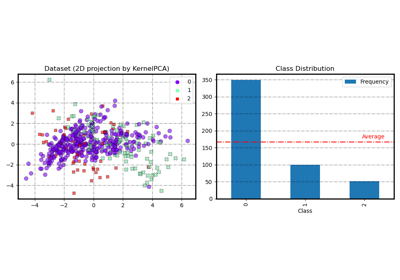 Dataset (2D projection by KernelPCA)
0
1
2
6
4
2
0
−2
−4
−4 −2 0 2 4 6
Class Distribution
Frequency
Average
350
300
250
200
150
100
50
0
0 1 2
Class